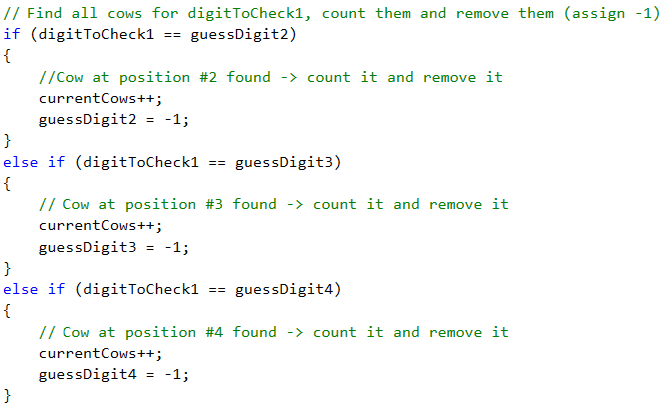 // Find all cows for digitToCheck1, count them and remove them (assign -1)
if (digitToCheck1 == guessDigit2)
{
    //Cow at position #2 found -> count it and remove it
    currentCows++;
    guessDigit2 = -1;
}
else if (digitToCheck1 == guessDigit3)
{
    // Cow at position #3 found -> count it and remove it
    currentCows++;
    guessDigit3 = -1;
}
else if (digitToCheck1 == guessDigit4)
{
    // Cow at position #4 found -> count it and remove it
    currentCows++;
    guessDigit4 = -1;
}